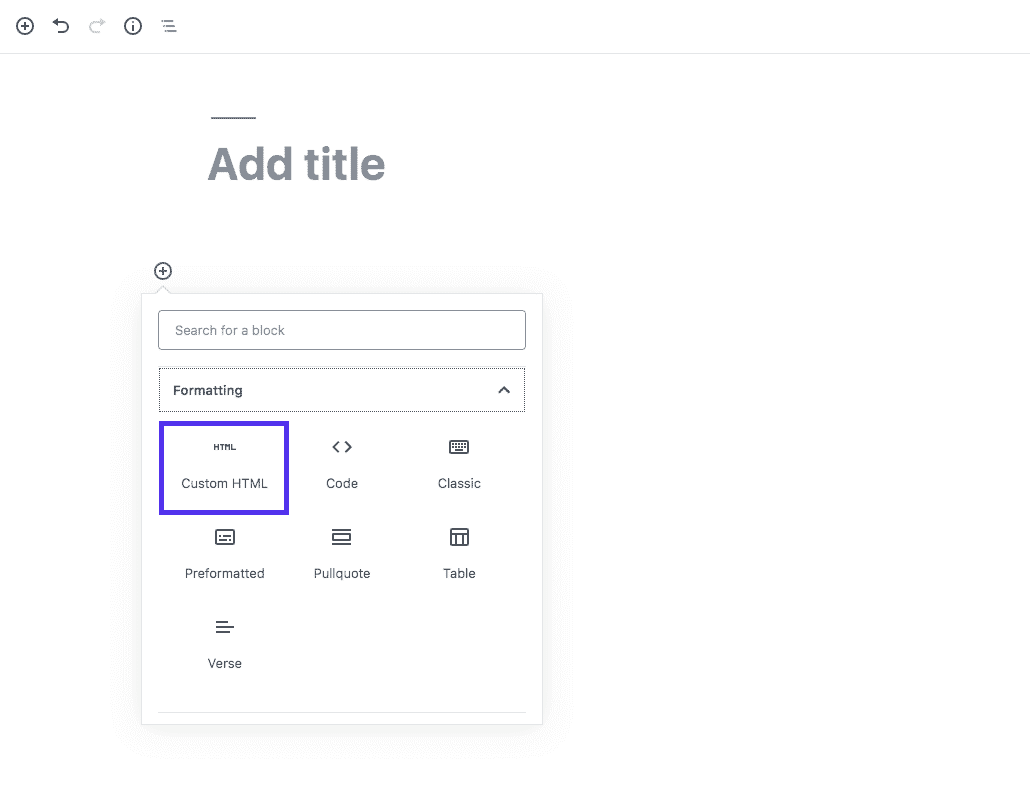 Add title
Search for a block
Formatting
HTML
Custom HTML
Code
Classic
Preformatted
Pullquote
Table
Verse